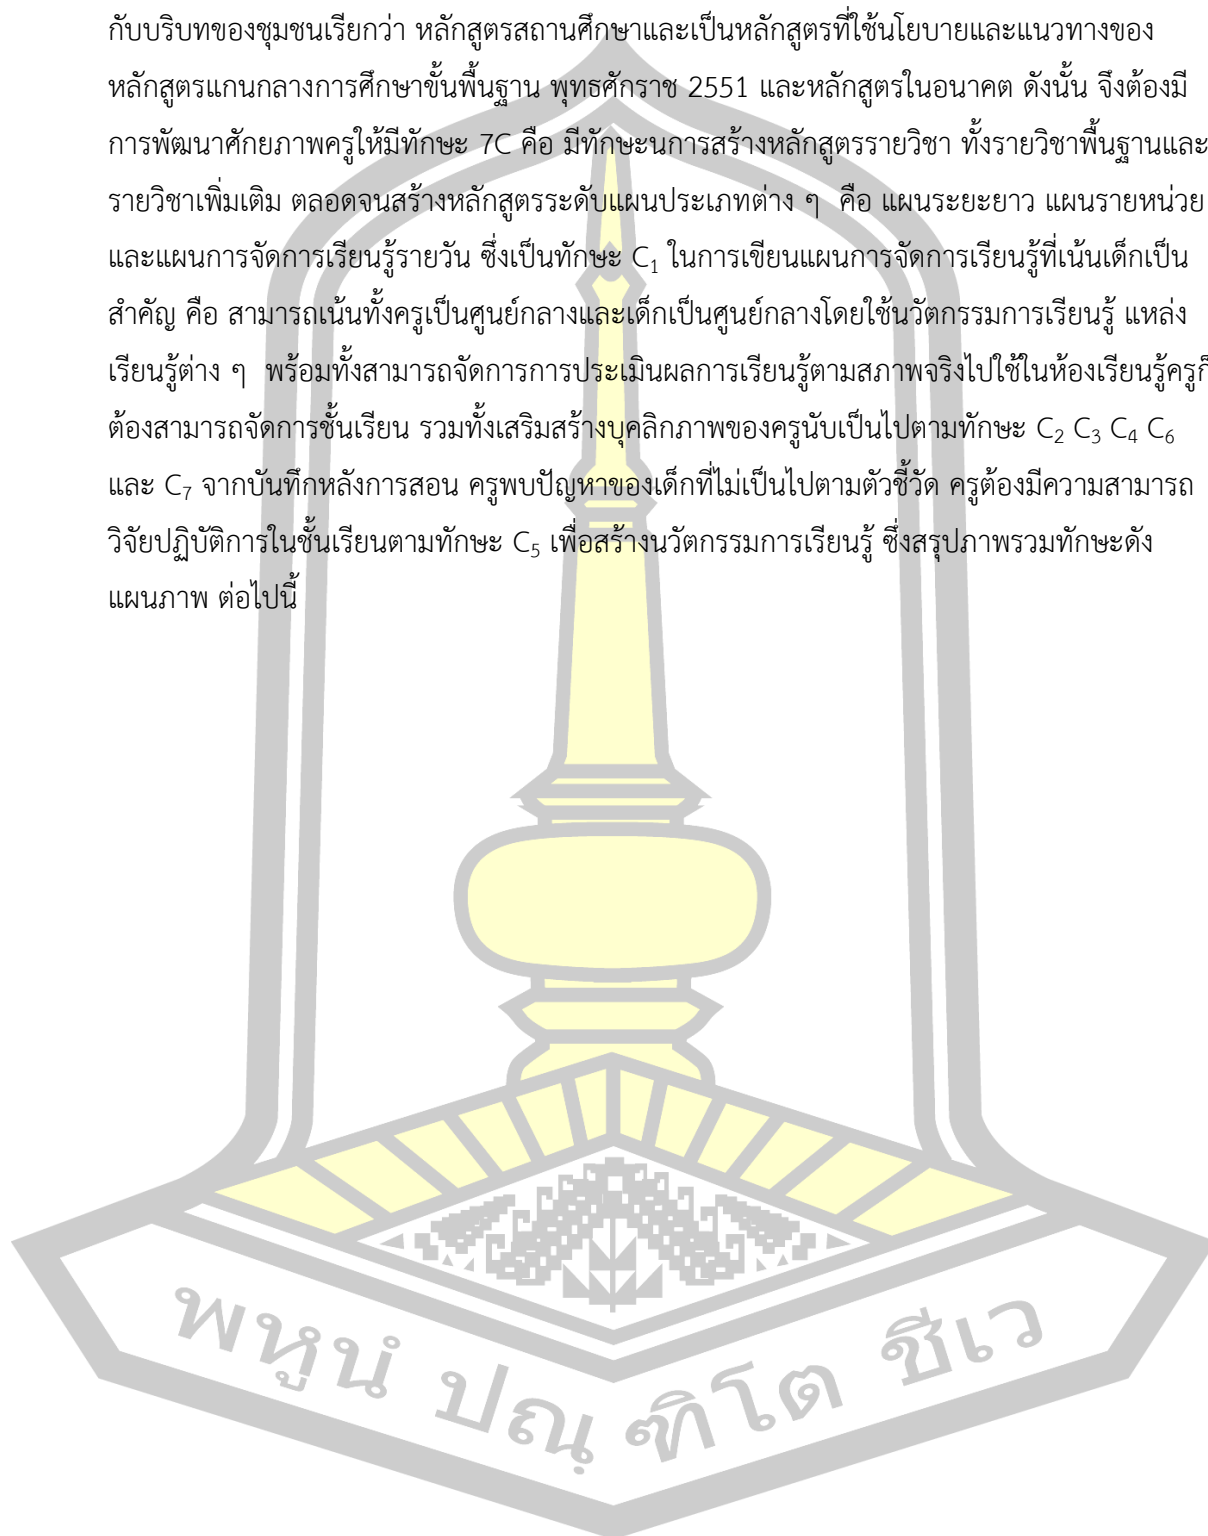 กับบริบทของชุมชนเรียกว่า หลักสูตรสถานศึกษาและเป็นหลักสูตรที่ใช้นโยบายและแนวทางของ
หลักสูตรแกนกลางการศึกษาขั้นพื้นฐาน พุทธศักราช 2551 และหลักสูตรในอนาคต ดังนั้น จึงต้องมี
การพัฒนาศักยภาพครูให้มีทักษะ 7C คือ มีทักษะนการสร้างหลักสูตรรายวิชา ทั้งรายวิชาพื้นฐานและ
รายวิชาเพิ่มเติม ตลอดจนสร้างหลักสูตรระดับแผนประเภทต่าง ๆ คือ แผนระยะยาว แผนรายหน่วย
และแผนการจัดการเรียนรู้รายวัน ซึ่งเป็นทักษะ C₁ ในการเขียนแผนการจัดการเรียนรู้ที่เน้นเด็กเป็น
สำคัญ คือ สามารถเน้นทั้งครูเป็นศูนย์กลางและเด็กเป็นศูนย์กลางโดยใช้นวัตกรรมการเรียนรู้ แหล่ง
เรียนรู้ต่าง ๆ พร้อมทั้งสามารถจัดการการประเมินผลการเรียนรู้ตามสภาพจริงไปใช้ในห้องเรียนรู้ครูก็
ต้องสามารถจัดการชั้นเรียน รวมทั้งเสริมสร้างบุคลิกภาพของครูนับเป็นไปตามทักษะ C₂ C₃ C₄ C₆
และ C₇ จากบันทึกหลังการสอน ครูพบปัญหาของเด็กที่ไม่เป็นไปตามตัวชี้วัด ครูต้องมีความสามารถ
วิจัยปฏิบัติการในชั้นเรียนตามทักษะ C₅ เพื่อสร้างนวัตกรรมการเรียนรู้ ซึ่งสรุปภาพรวมทักษะดัง
แผนภาพ ต่อไปนี้
พหูนํ ปณฺฑิโต ชีเว